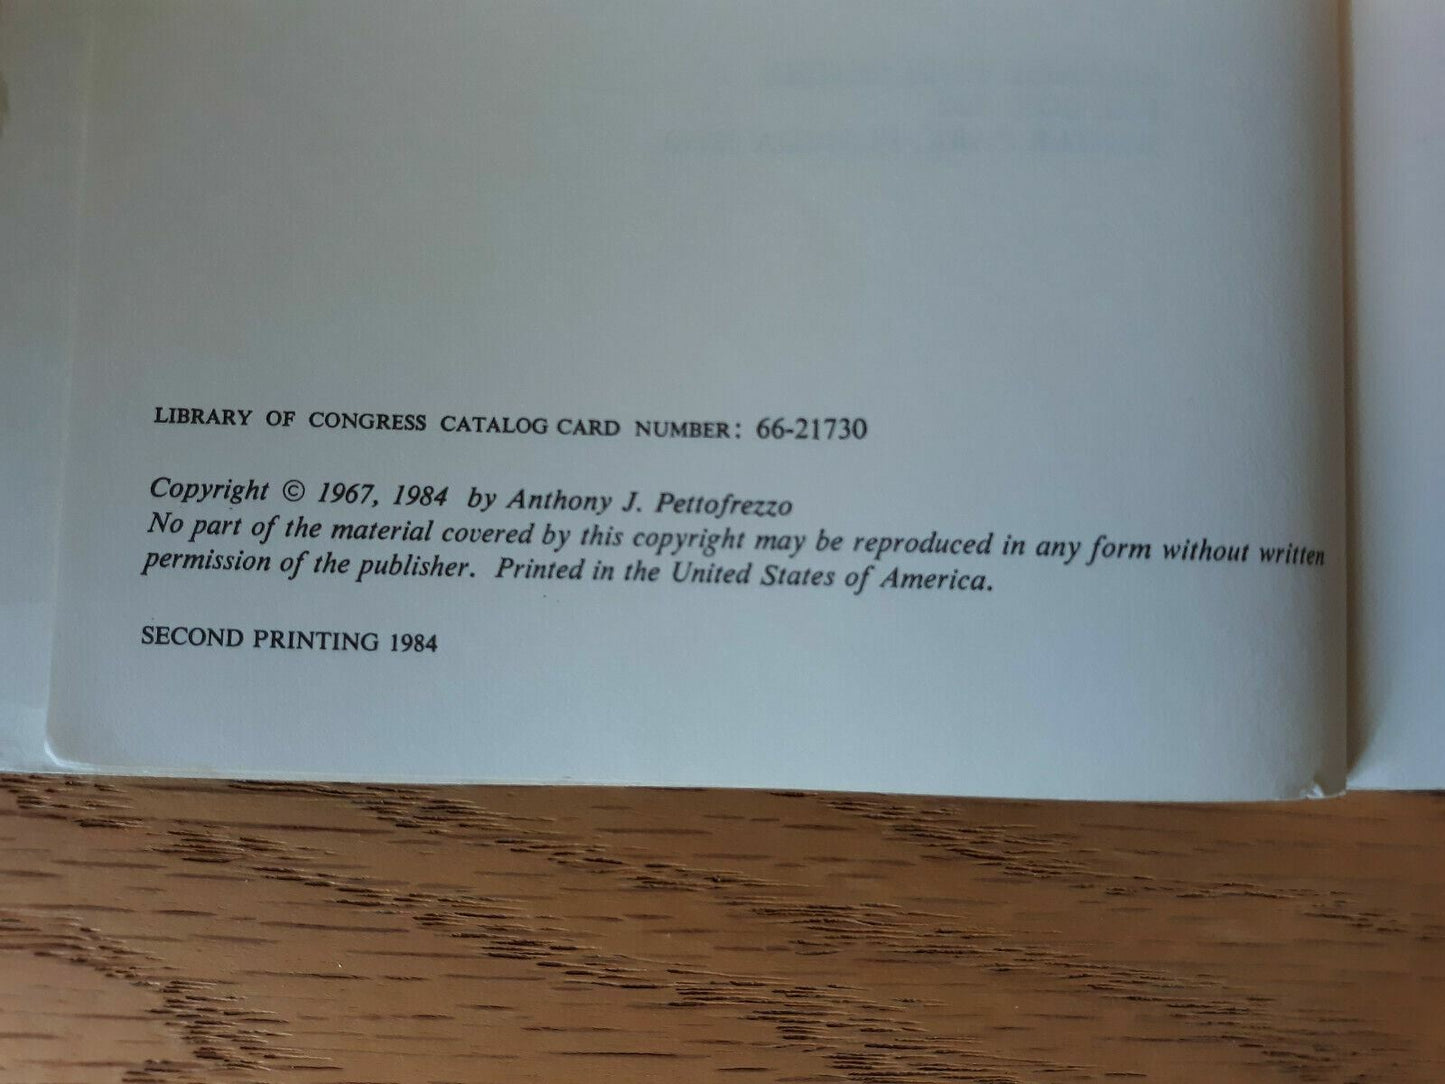 LIBRARY OF CONGRESS CATALOG CARD NUMBER: 66-21730
Copyright © 1967, 1984 by Anthony J. Pettofrezzo
No part of the material covered by this copyright may be reproduced in any form without written
permission of the publisher. Printed in the United States of America.
SECOND PRINTING 1984